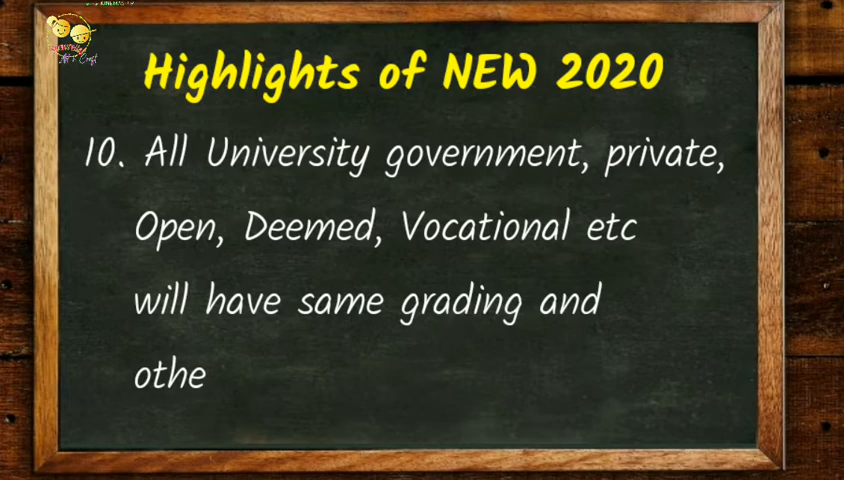 Highlights of NEW 2020
10. All University government, private,
Open, Deemed, Vocational etc
will have same grading and
othe